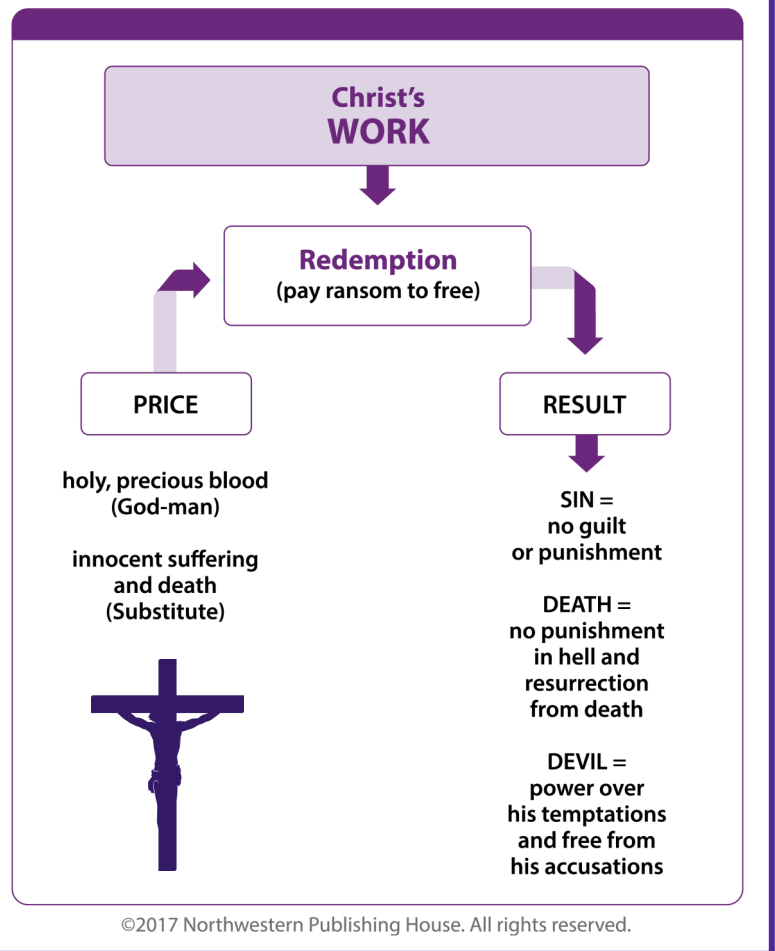 Christ's
WORK
Redemption
(pay ransom to free)
PRICE
holy, precious blood
(God-man)
innocent suffering
and death
(Substitute)
RESULT
SIN =
no guilt
or punishment
DEATH =
no punishment
in hell and
resurrection
from death
DEVIL =
power over
his temptations
and free from
his accusations
©2017 Northwestern Publishing House. All rights reserved.